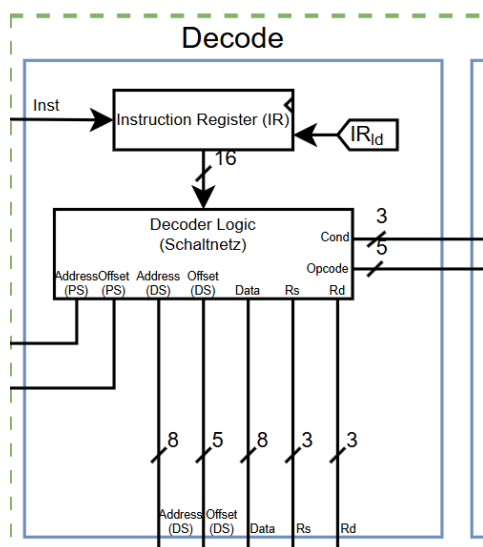 Decode
Inst
Instruction Register (IR)
IRld
16
Decoder Logic
(Schaltnetz)
3
Cond
5
Opcode
Address Offset Address Offset
(PS) (PS) (DS) (DS) Data Rs Rd
8 5 8 3 3
Address Offset
(DS) (DS) Data Rs Rd